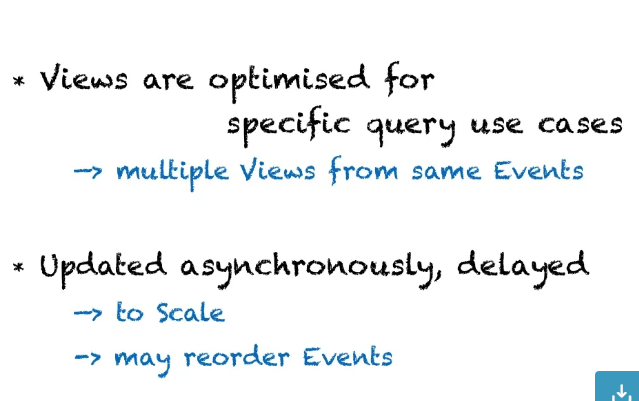 * Views are optimised for
specific query use cases
-> multiple Views from same Events
* Updated asynchronously, delayed
-> to Scale
-> may reorder Events